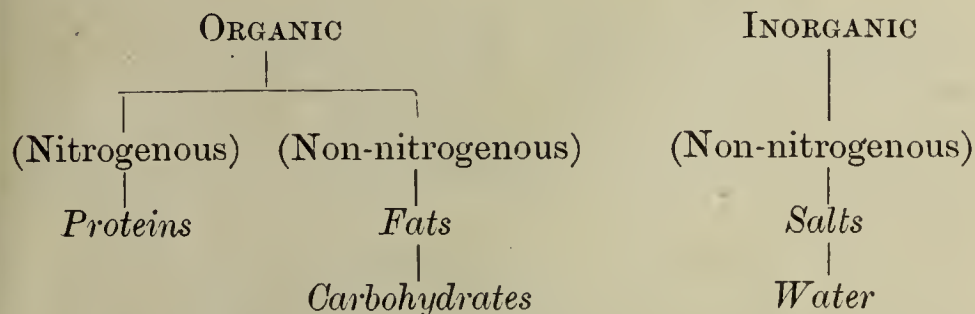 ORGANIC INORGANIC
(Nitrogenous) (Non-nitrogenous) (Non-nitrogenous)
Proteins Fats Salts
Carbohydrates Water